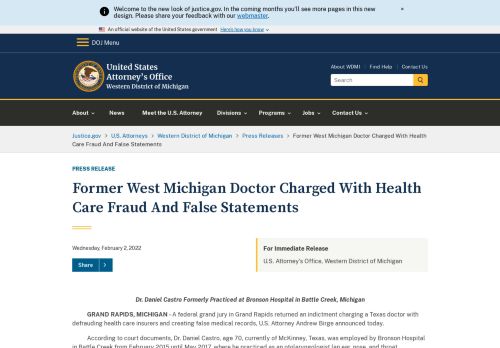 Welcome to the new look of justice.gov. In the coming months you'll see more pages in this new
design. Please share your feedback with our webmaster.
×
An official website of the United States government Here's how you know
DOJ Menu
United States
Attorney's Office
Western District of Michigan
About WDMI Find Help Contact Us
Search
About News Meet the U.S. Attorney Divisions Programs Jobs Contact Us
Justice.gov > U.S. Attorneys > Western District of Michigan > Press Releases > Former West Michigan Doctor Charged With Health
Care Fraud And False Statements
PRESS RELEASE
Former West Michigan Doctor Charged With Health
Care Fraud And False Statements
Wednesday, February 2, 2022
Share >
For Immediate Release
U.S. Attorney's Office, Western District of Michigan
Dr. Daniel Castro Formerly Practiced at Bronson Hospital in Battle Creek, Michigan
GRAND RAPIDS, MICHIGAN - A federal grand jury in Grand Rapids returned an indictment charging a Texas doctor with
defrauding health care insurers and creating false medical records, U.S. Attorney Andrew Birge announced today.
According to court documents, Dr. Daniel Castro, age 70, currently of McKinney, Texas, was employed by Bronson
Hospital in Battle Creek from February 2015 until May 2017, where he practiced as an otolaryngologist (an ear, nose, and throat